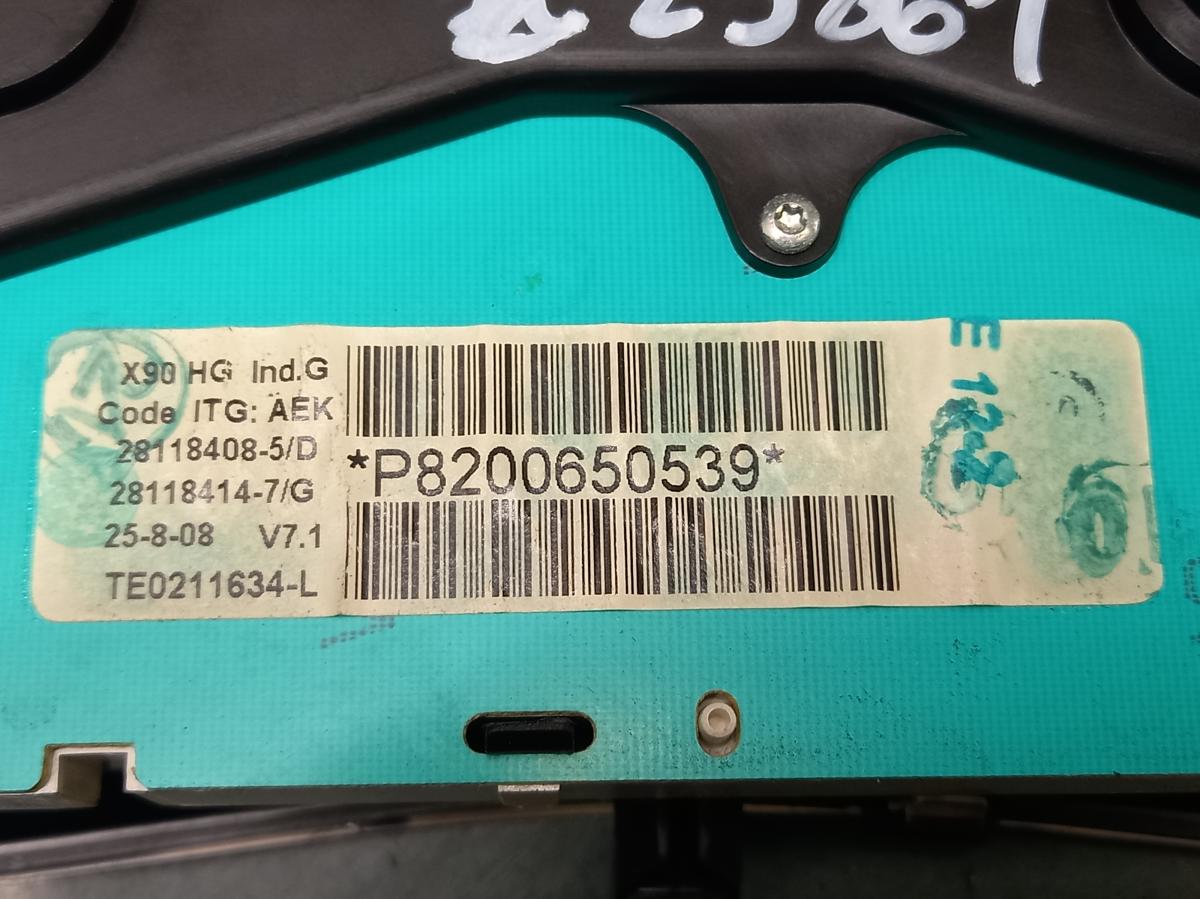 X90 HG Ind.G
Code ITG: AEK
28118408-5/D
28118414-7/G
25-8-08 V7.1
TE0211634-L
*P8200650539*